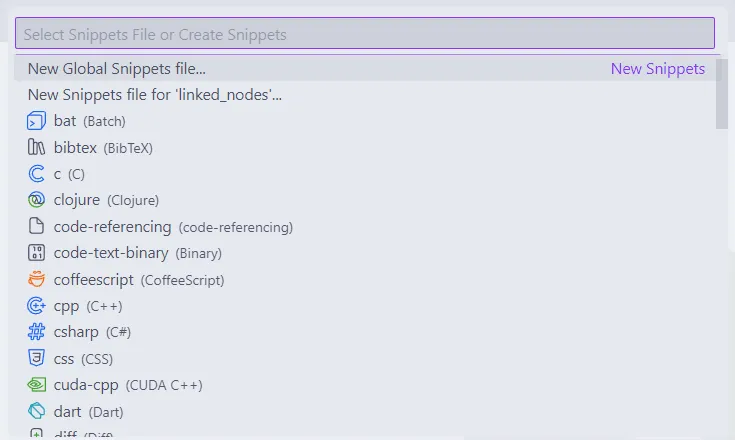 Select Snippets File or Create Snippets
New Global Snippets file... New Snippets
New Snippets file for 'linked_nodes'...
bat (Batch)
bibtex (BibTeX)
c (C)
clojure (Clojure)
code-referencing (code-referencing)
code-text-binary (Binary)
coffeescript (CoffeeScript)
cpp (C++)
csharp (C#)
css (CSS)
cuda-cpp (CUDA C++)
dart (Dart)
diff (Diff)